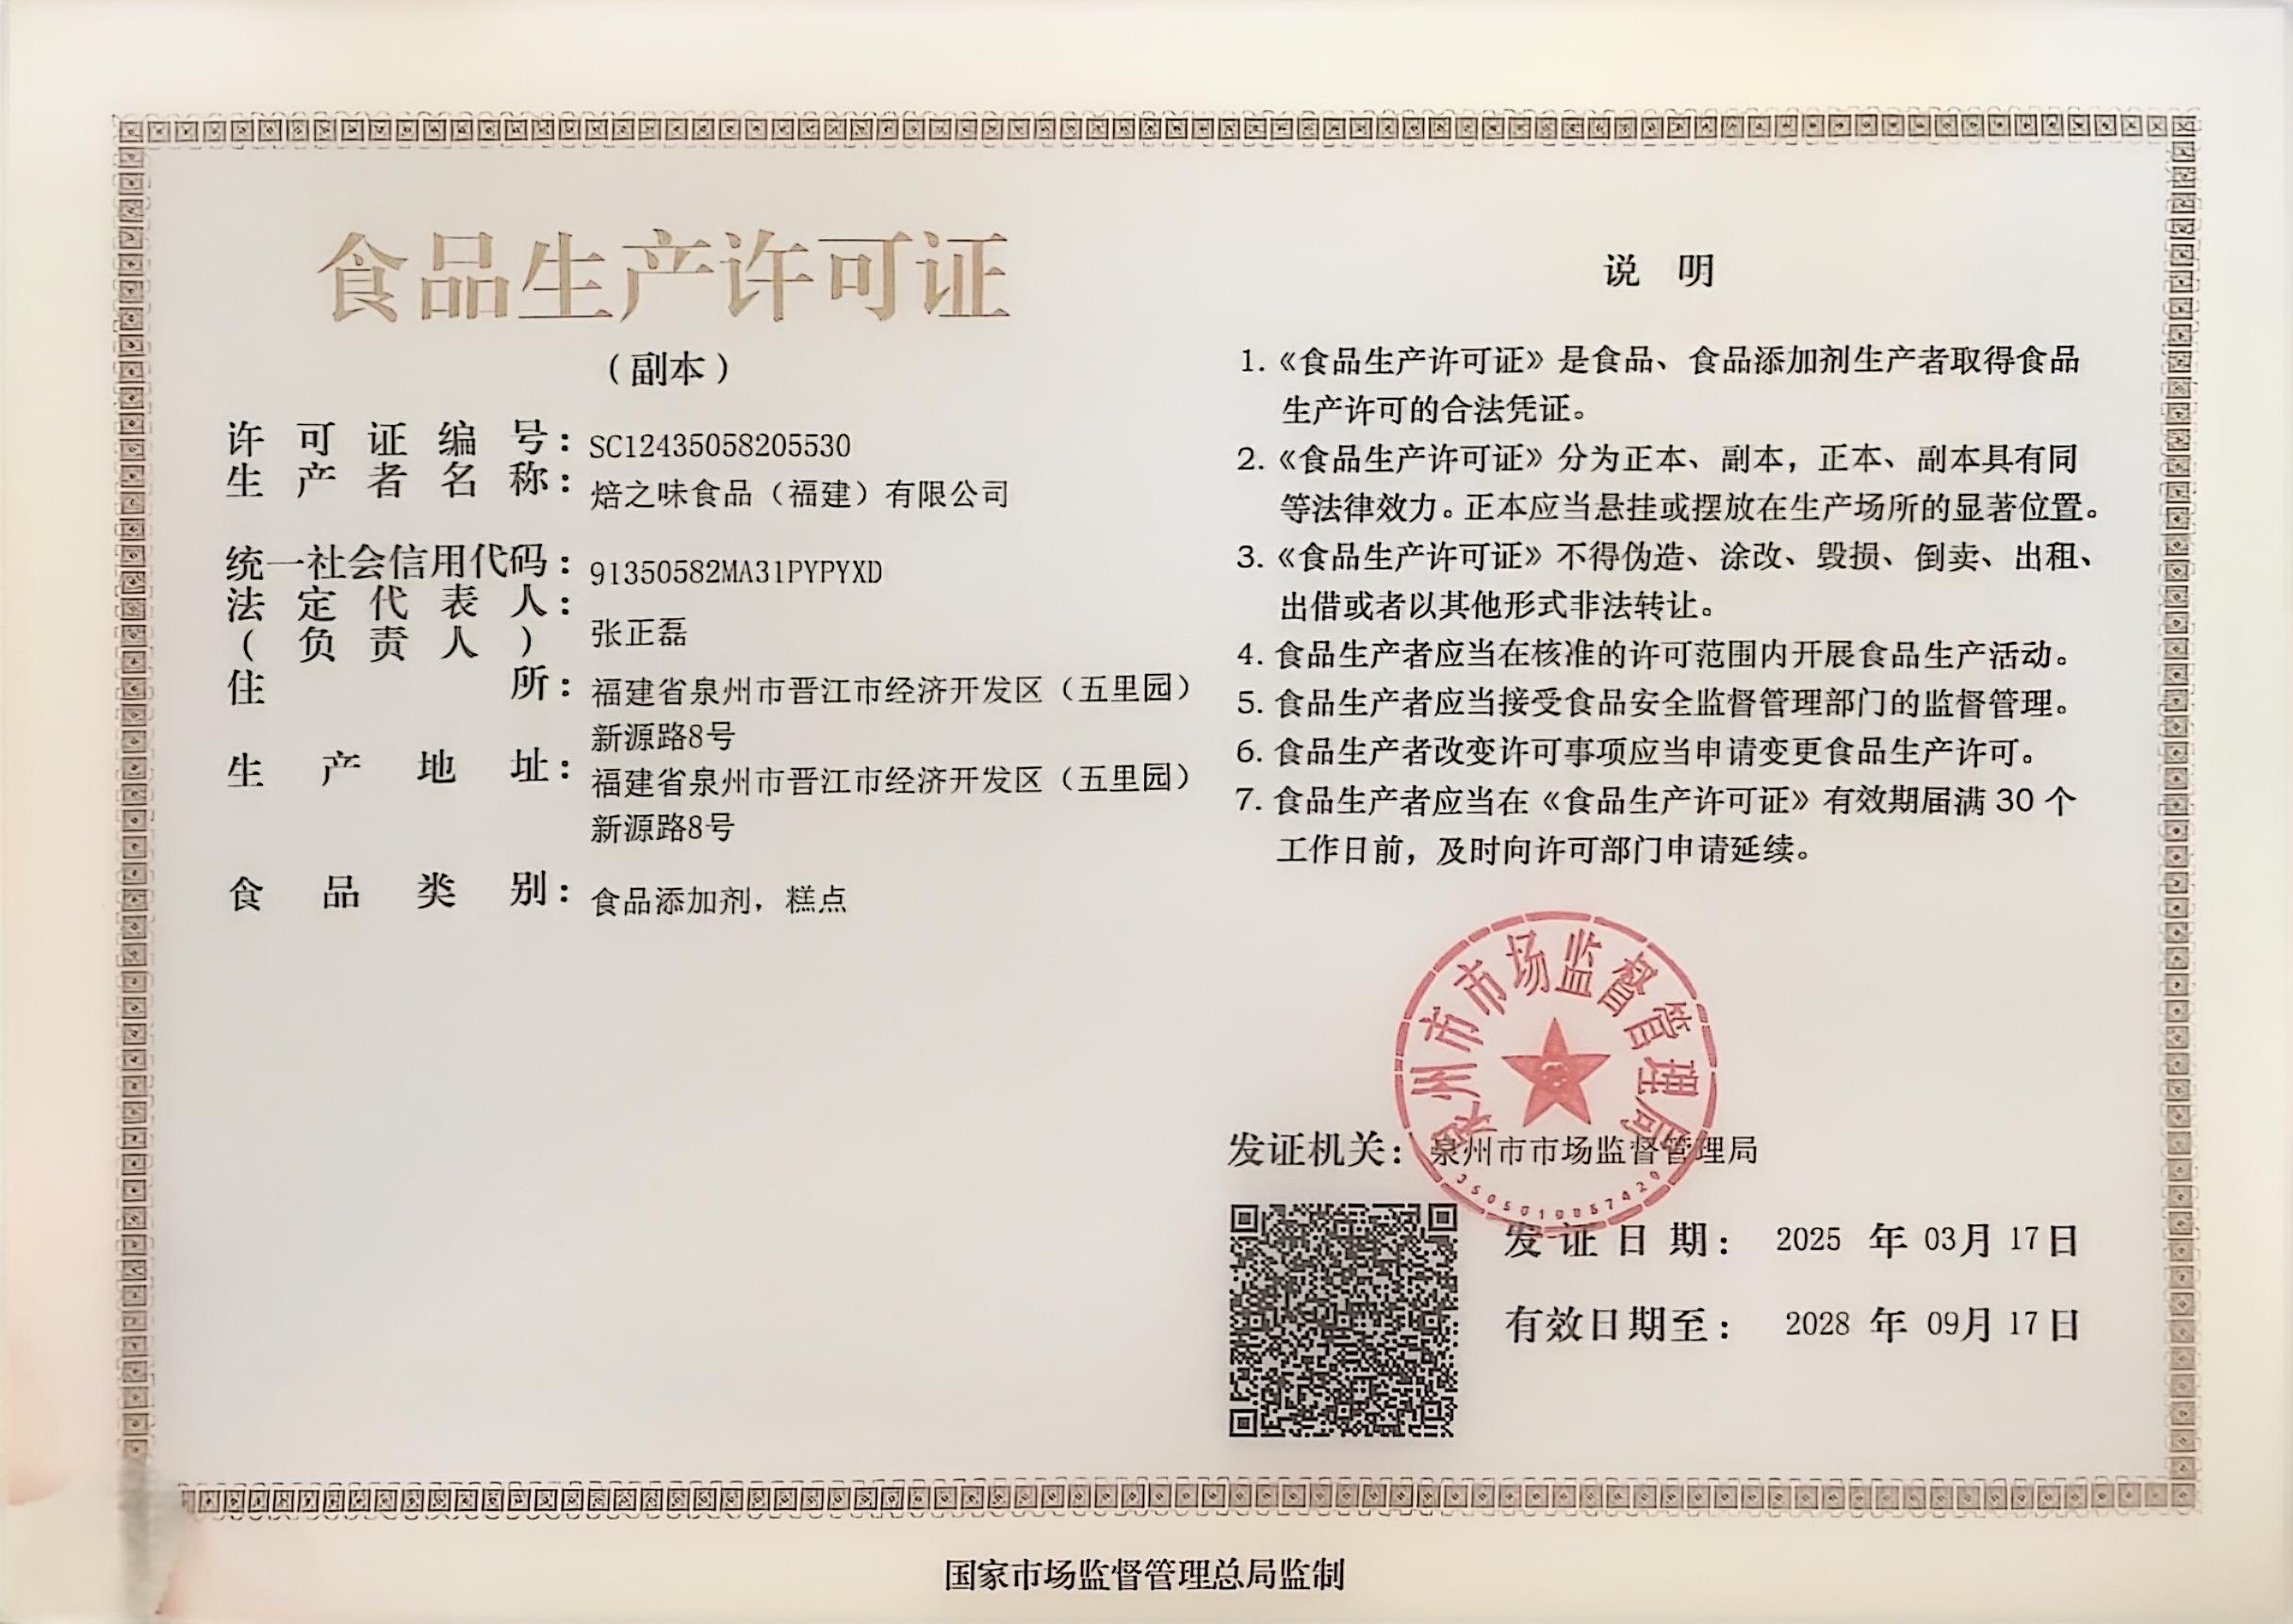 食品生产许可证
（副本）
许可证编号：SC12435058205530
生产者名称：焙之味食品（福建）有限公司
统一社会信用代码：91350582MA31PYPYXD
法定代表人：
（负责人）
张正磊
住所：福建省泉州市晋江市经济开发区（五里园）
新源路8号
生产地址：福建省泉州市晋江市经济开发区（五里园）
新源路8号
食品类别：食品添加剂，糕点
说 明
1.《食品生产许可证》是食品、食品添加剂生产者取得食品
生产许可的合法凭证。
2.《食品生产许可证》分为正本、副本，正本、副本具有同
等法律效力。正本应当悬挂或摆放在生产场所的显著位置。
3.《食品生产许可证》不得伪造、涂改、毁损、倒卖、出租、
出借或者以其他形式非法转让。
4.食品生产者应当在核准的许可范围内开展食品生产活动。
5.食品生产者应当接受食品安全监督管理部门的监督管理。
6.食品生产者改变许可事项应当申请变更食品生产许可。
7.食品生产者应当在《食品生产许可证》有效期届满 30 个
工作日前，及时向许可部门申请延续。
泉州市市场监督管理局
发证机关：泉州市市场监督管理局
发证日期：2025 年 03月 17日
有效日期至：2028 年 09月 17日
国家市场监督管理总局监制